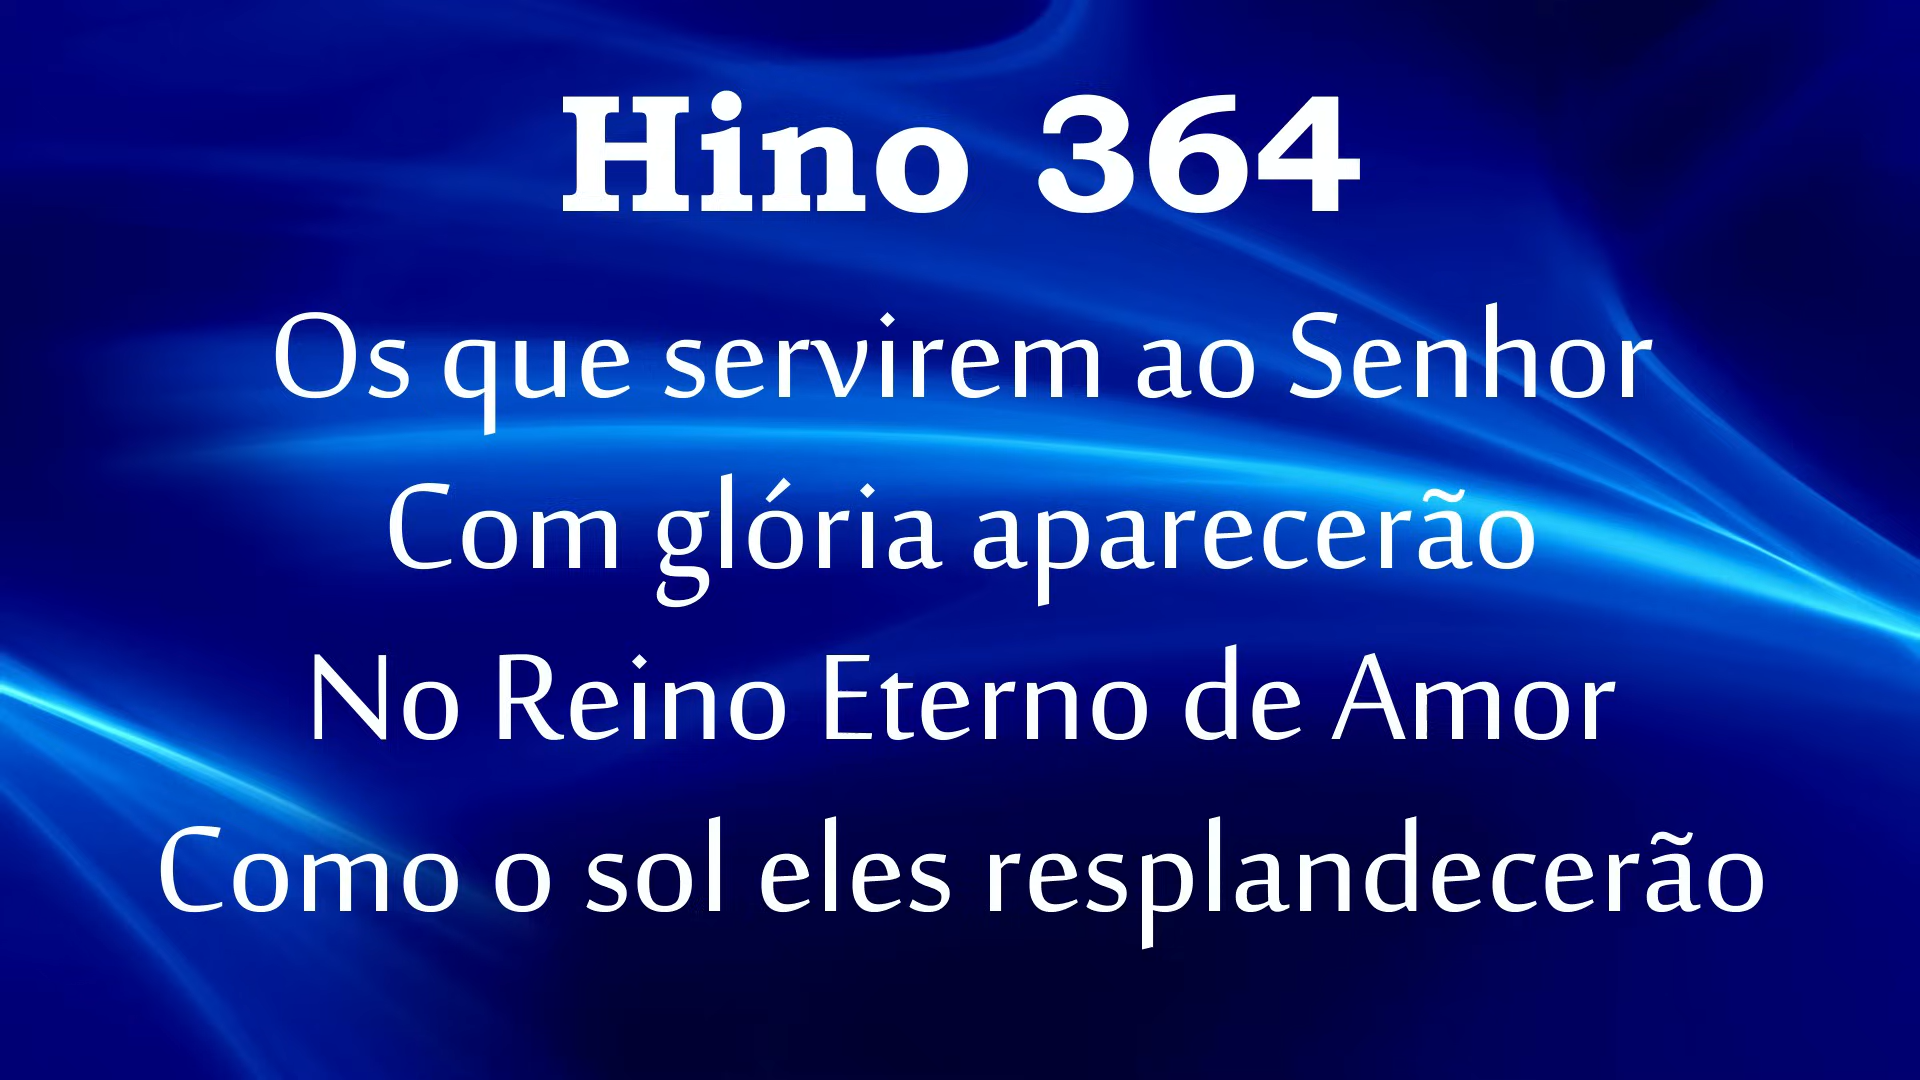 Hino 364
Os que servirem ao Senhor
Com glória aparecerão
No Reino Eterno de Amor
Como o sol eles resplandecerão